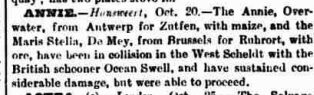 ANNIE.—Hansweert, Oct. 20.—The Annie, Over-
water, from Antwerp for Zutfen, with maize, and the
Maris Stella, De Mey, from Brussels for Ruhrort, with
ore, have been in collision in the West Scheldt with the
British schooner Ocean Swell, and have sustained con-
siderable damage, but were able to proceed.